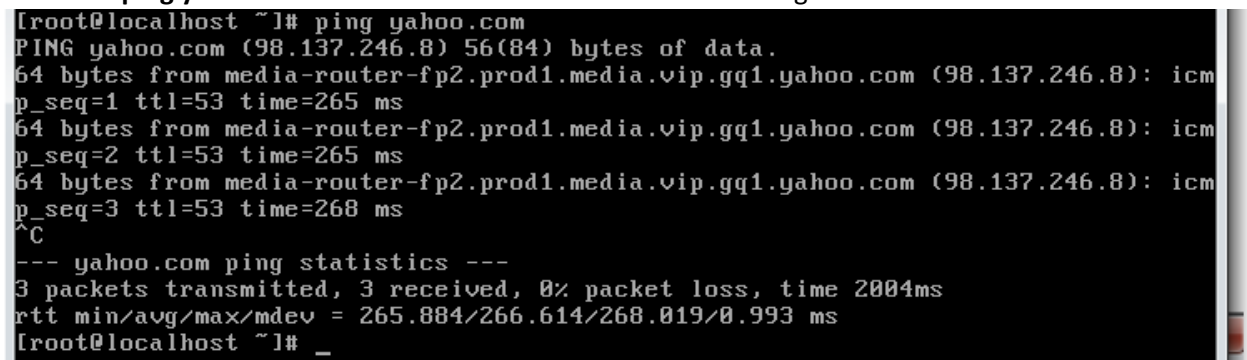 [root@localhost ~]# ping yahoo.com
PING yahoo.com (98.137.246.8) 56(84) bytes of data.
64 bytes from media-router-fp2.prod1.media.vip.gq1.yahoo.com (98.137.246.8): icm
p_seq=1 ttl=53 time=265 ms
64 bytes from media-router-fp2.prod1.media.vip.gq1.yahoo.com (98.137.246.8): icm
p_seq=2 ttl=53 time=265 ms
64 bytes from media-router-fp2.prod1.media.vip.gq1.yahoo.com (98.137.246.8): icm
p_seq=3 ttl=53 time=268 ms
^C
--- yahoo.com ping statistics ---
3 packets transmitted, 3 received, 0% packet loss, time 2004ms
rtt min/avg/max/mdev = 265.884/266.614/268.019/0.993 ms
[root@localhost ~]# _